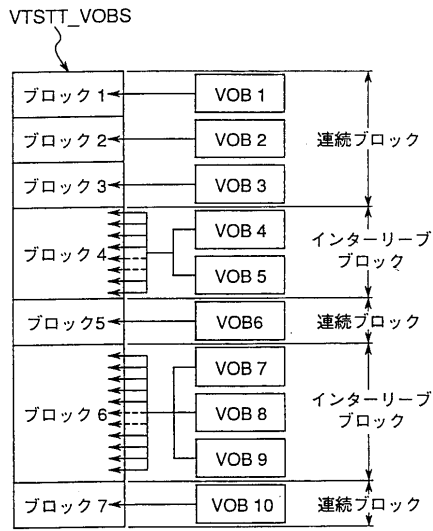 VTSTT_VOBS
ブロック 1
VOB 1
ブロック 2
VOB 2
連続ブロック
ブロック 3
VOB 3
VOB 4
ブロック 4
インターリーブ
ブロック
VOB 5
ブロック5
VOB6
連続ブロック
VOB 7
ブロック 6
VOB 8
インターリーブ
ブロック
VOB 9
ブロック 7
VOB 10
連続ブロック